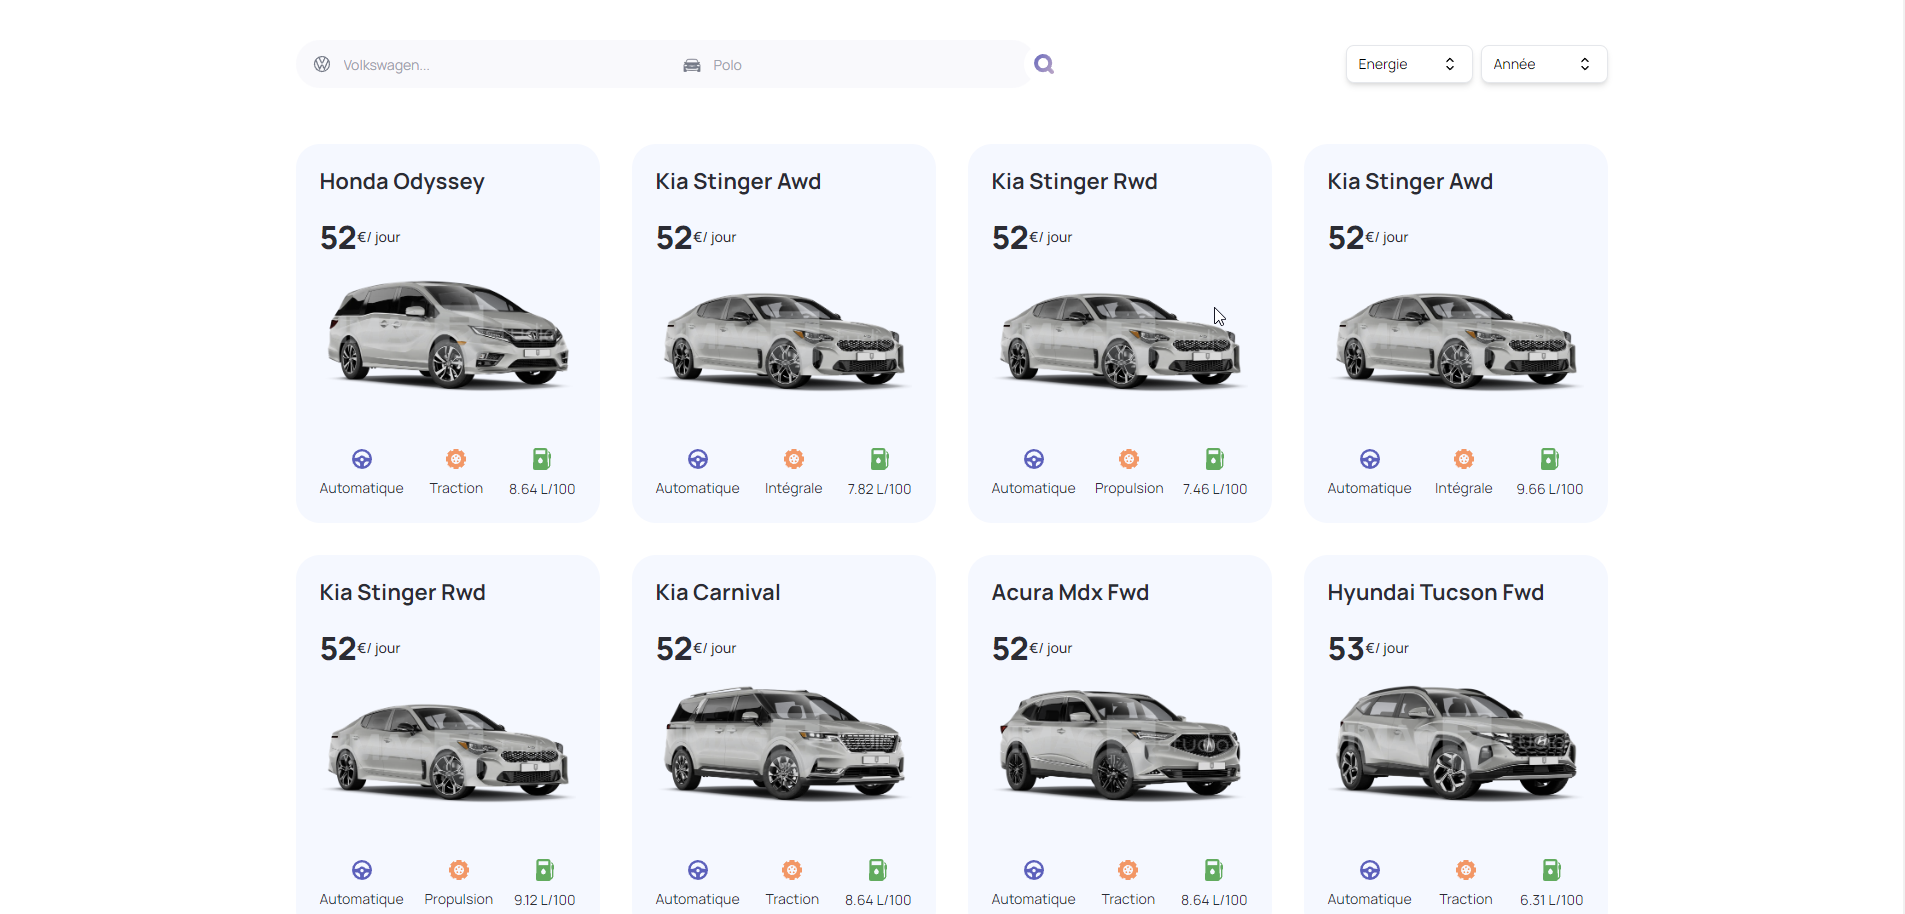 Volkswagen... Polo Energie Année
Honda Odyssey
52€/ jour
Automatique Traction 8.64 L/100
Kia Stinger Awd
52€/ jour
Automatique Intégrale 7.82 L/100
Kia Stinger Rwd
52€/ jour
Automatique Propulsion 7.46 L/100
Kia Stinger Awd
52€/ jour
Automatique Intégrale 9.66 L/100
Kia Stinger Rwd
52€/ jour
Automatique Propulsion 9.12 L/100
Kia Carnival
52€/ jour
Automatique Traction 8.64 L/100
Acura Mdx Fwd
52€/ jour
Automatique Traction 8.64 L/100
Hyundai Tucson Fwd
53€/ jour
Automatique Traction 6.31 L/100